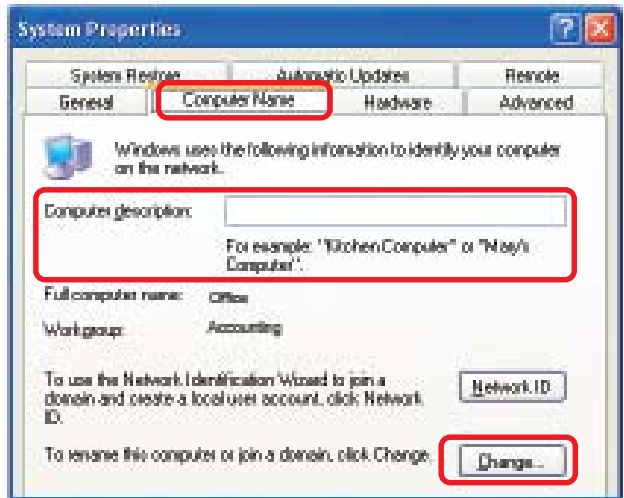 System Properties
System Restore Automatic Updates Remote
General Computer Name Hardware Advanced
Windows uses the following information to identify your computer
on the network.
Computer description:
For example: "Kitchen Computer" or "Mary's
Computer".
Full computer name: Office
Workgroup: Accounting
To use the Network Identification Wizard to join a
domain and create a local user account, click Network
ID.
Network ID
To rename this computer or join a domain, click Change.
Change...